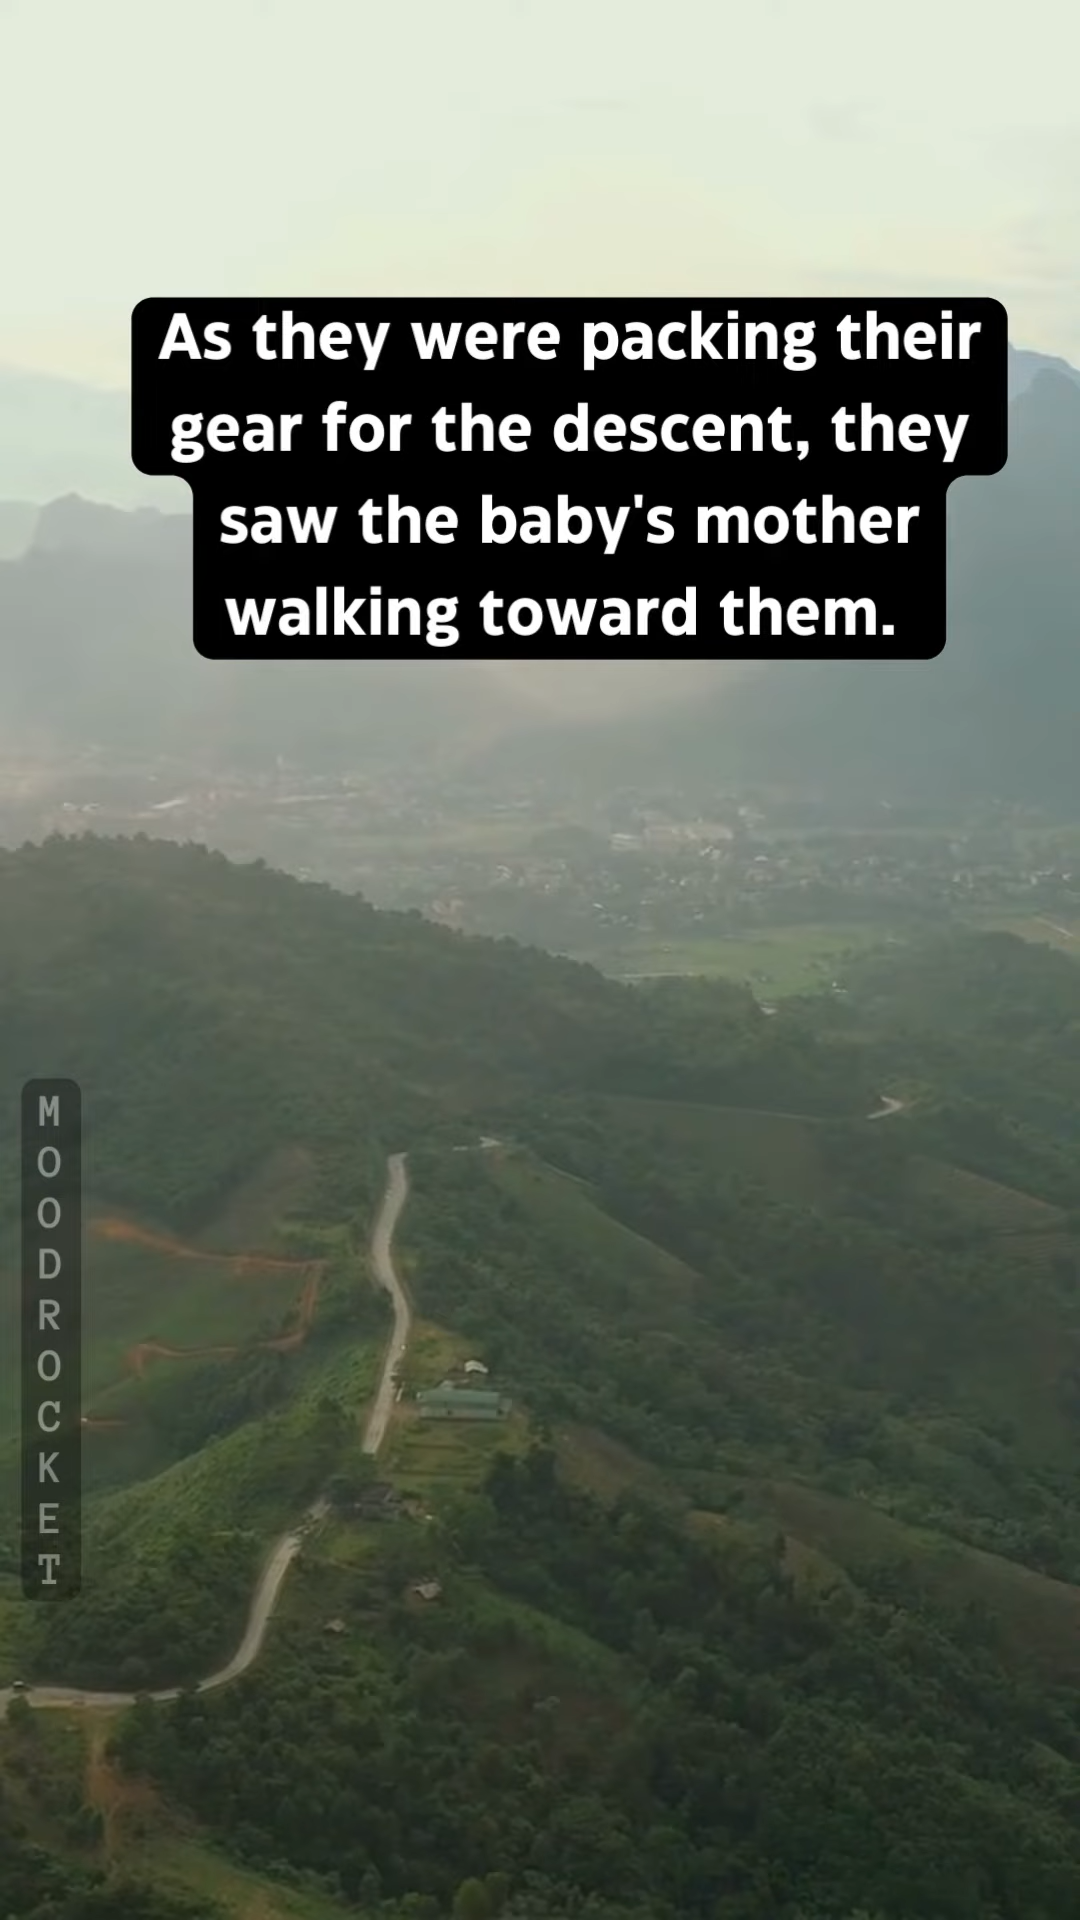 As they were packing their
gear for the descent, they
saw the baby's mother
walking toward them.
MOODROCKET